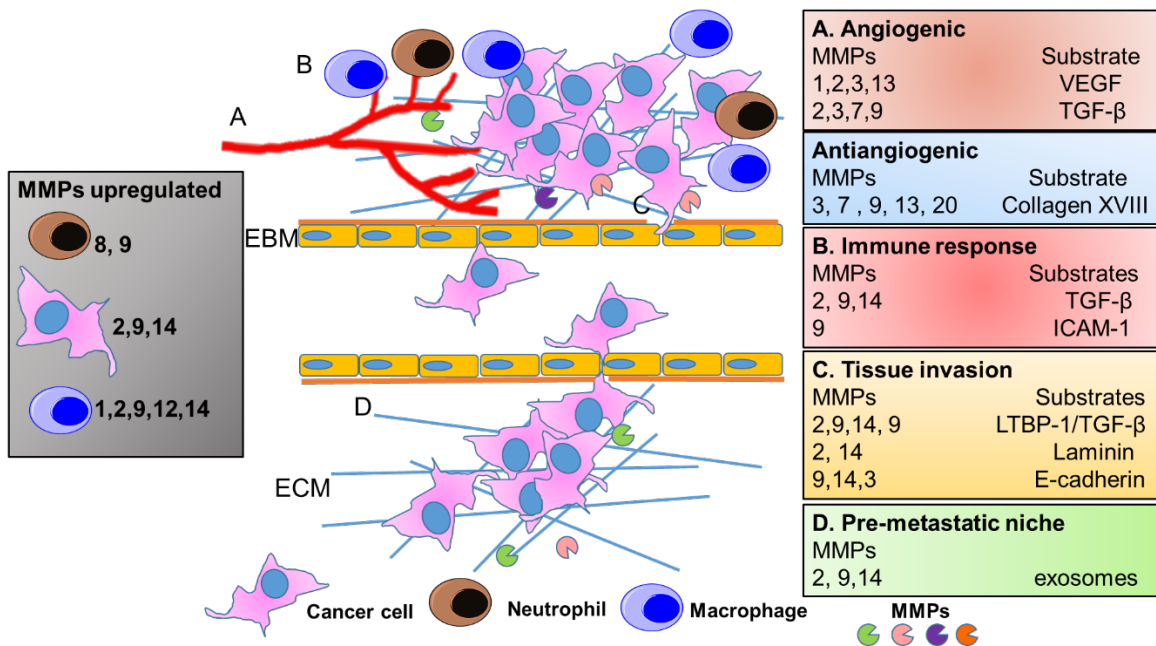 MMPs upregulated
8, 9
2,9,14
1,2,9,12,14
A
B
C
EBM
D
ECM
Cancer cell
Neutrophil
Macrophage
MMPs
A. Angiogenic
MMPs Substrate
1,2,3,13 VEGF
2,3,7,9 TGF-β
Antiangiogenic
MMPs Substrate
3, 7 , 9, 13, 20 Collagen XVIII
B. Immune response
MMPs Substrates
2, 9,14 TGF-β
9 ICAM-1
C. Tissue invasion
MMPs Substrates
2,9,14, 9 LTBP-1/TGF-β
2, 14 Laminin
9,14,3 E-cadherin
D. Pre-metastatic niche
MMPs
2, 9,14 exosomes